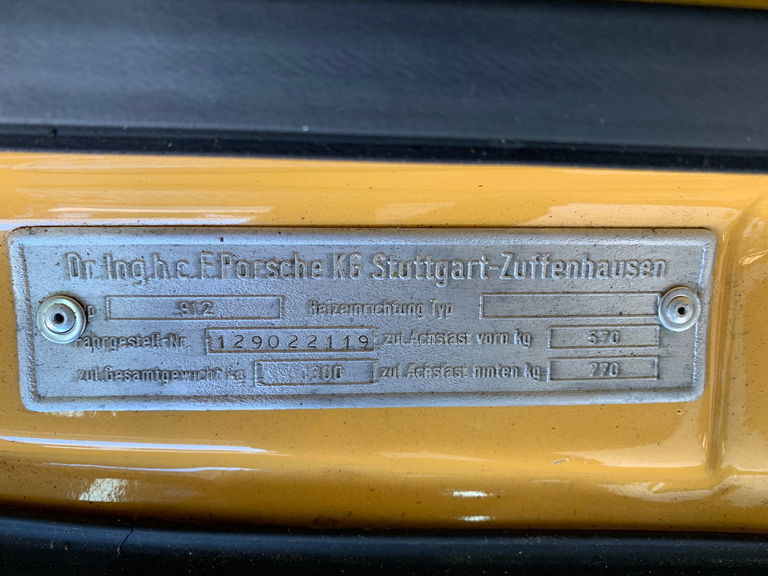 Dr. Ing. h.c. F. Porsche KG Stuttgart-Zuffenhausen
912 Heizeinrichtung Typ
Fahrgestell-Nr. 129022119 zul. Achslast vorn kg 570
zul. Gesamtgewicht kg 1300 zul. Achslast hinten kg 770